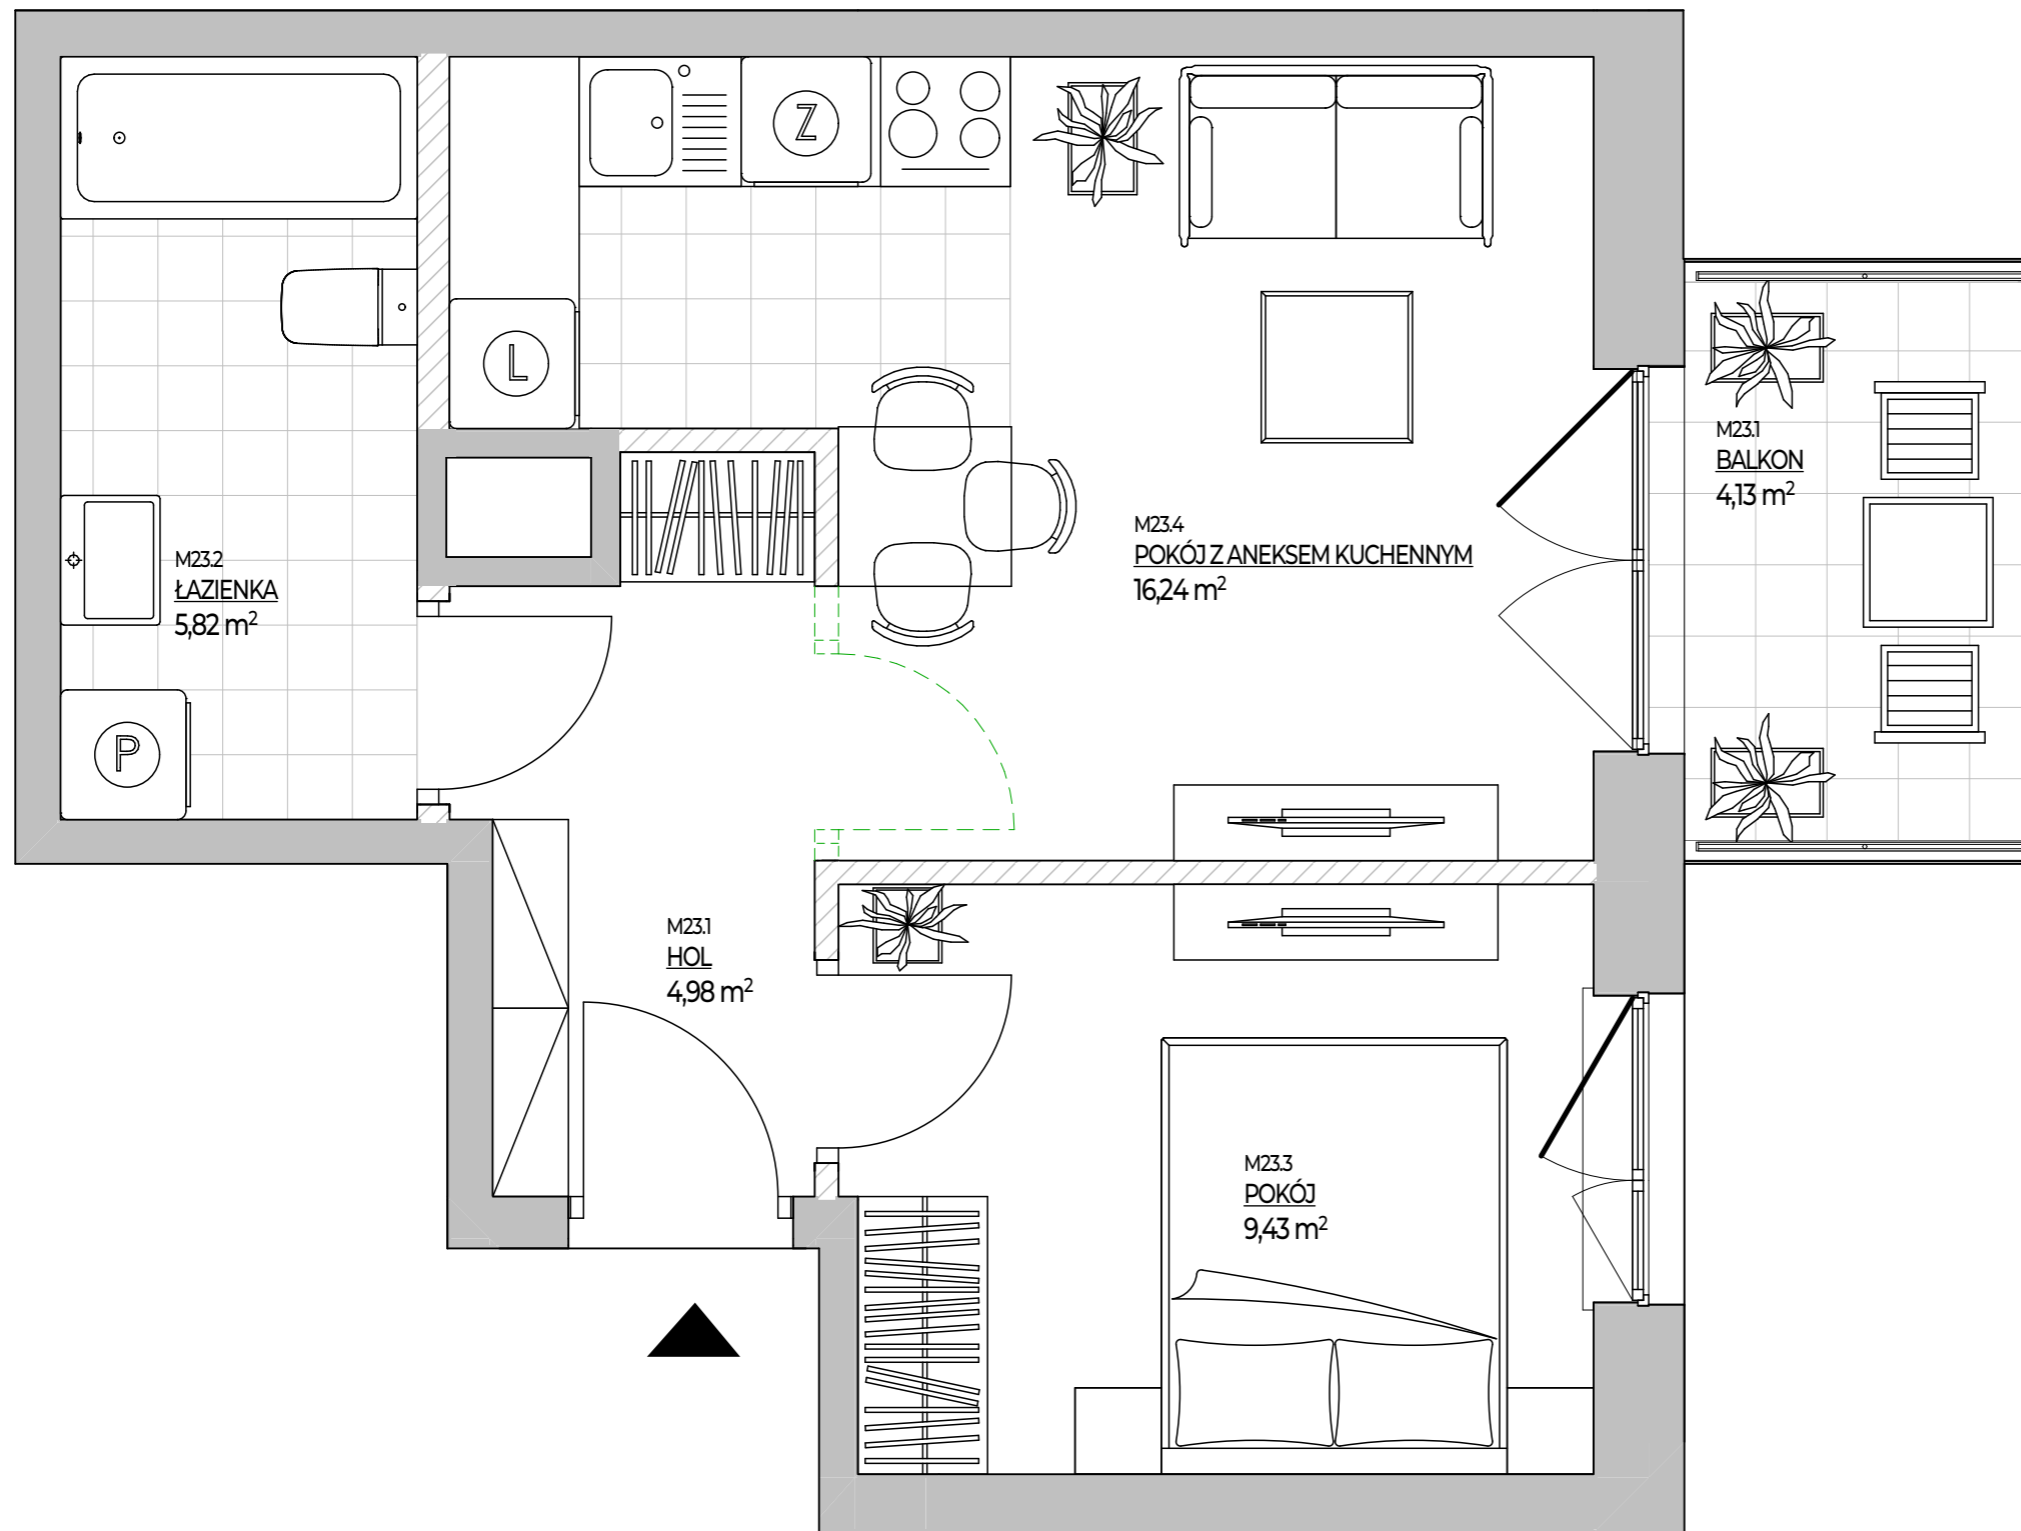 Z
L
P
M23.2
ŁAZIENKA
5,82 m²
M23.4
POKÓJ Z ANEKSEM KUCHENNYM
16,24 m²
M23.1
BALKON
4,13 m²
M23.1
HOL
4,98 m²
M23.3
POKÓJ
9,43 m²